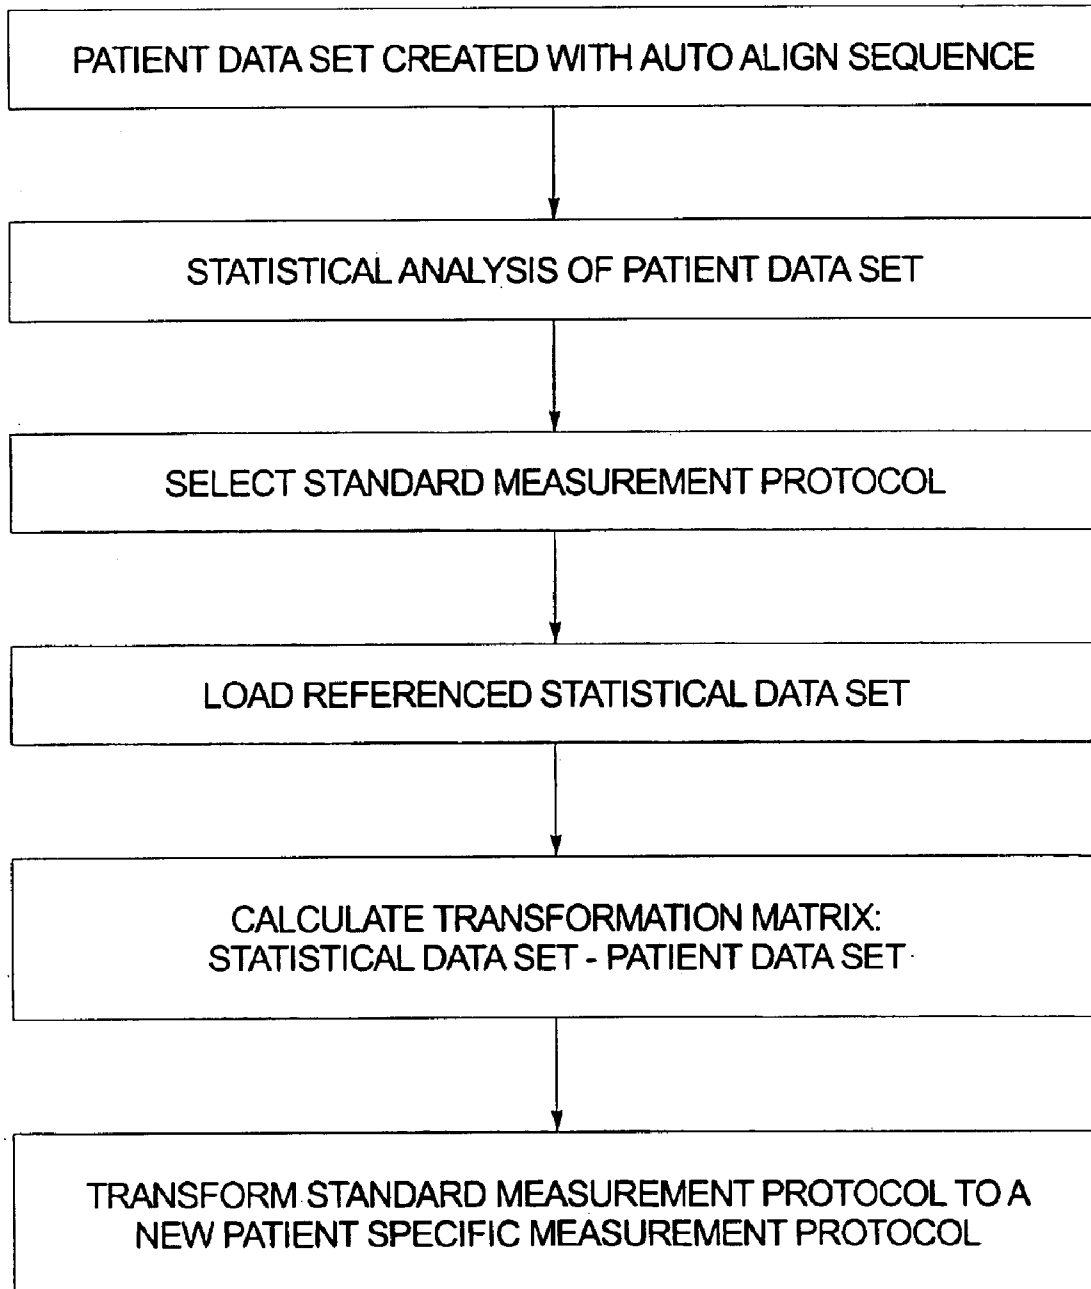 PATIENT DATA SET CREATED WITH AUTO ALIGN SEQUENCE
STATISTICAL ANALYSIS OF PATIENT DATA SET
SELECT STANDARD MEASUREMENT PROTOCOL
LOAD REFERENCED STATISTICAL DATA SET
CALCULATE TRANSFORMATION MATRIX:
STATISTICAL DATA SET - PATIENT DATA SET
TRANSFORM STANDARD MEASUREMENT PROTOCOL TO A
NEW PATIENT SPECIFIC MEASUREMENT PROTOCOL